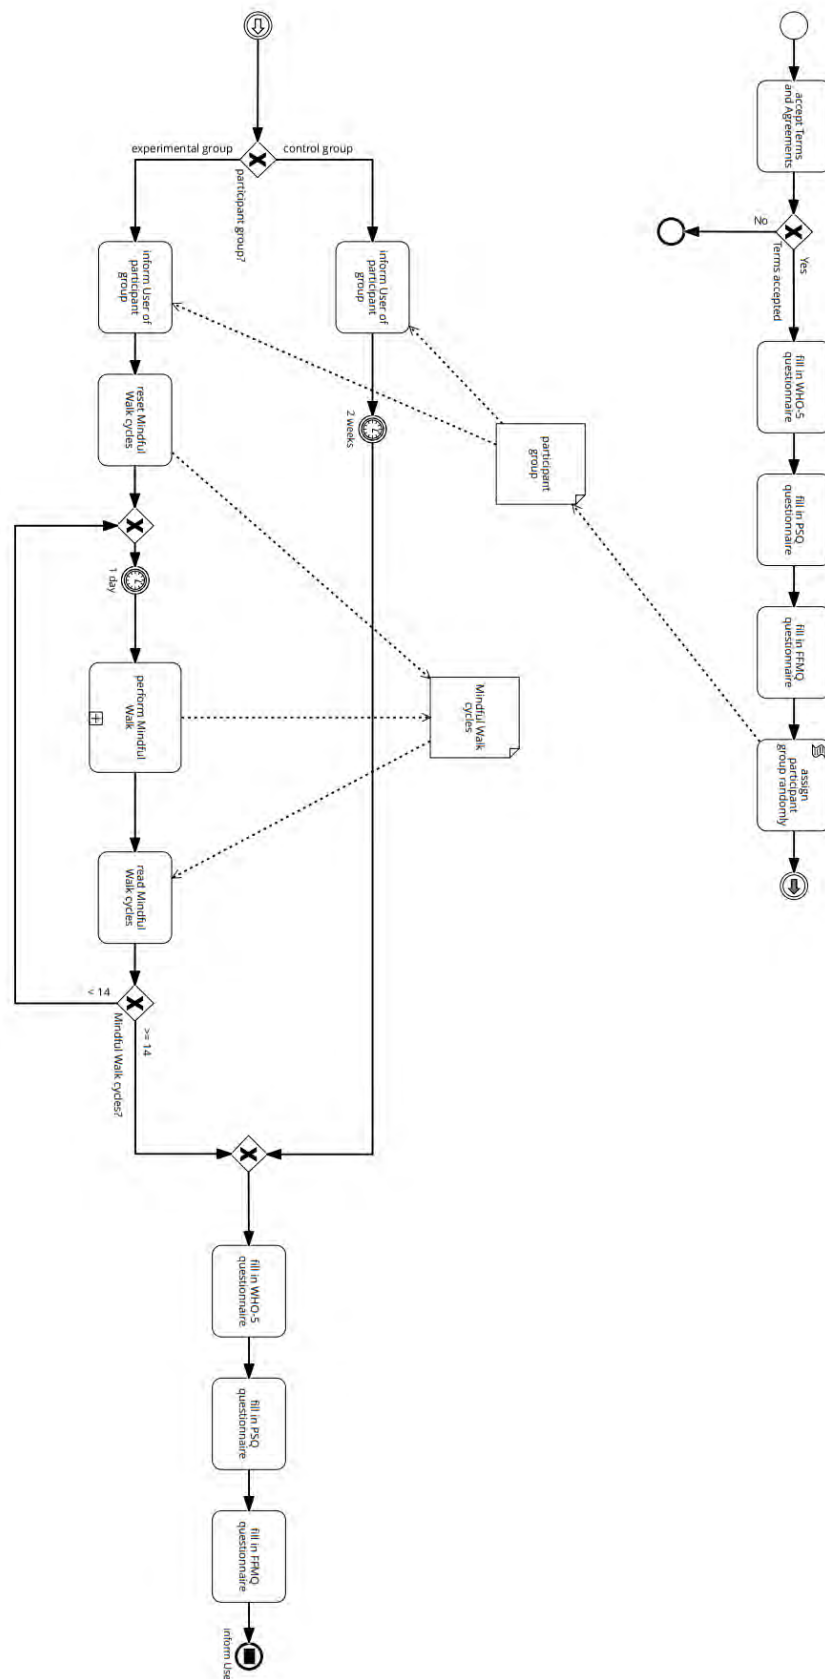 accept Terms
and Agreements
No
Yes
Terms accepted
fill in WHO-5
questionnaire
fill in PSQ
questionnaire
fill in FFMQ
questionnaire
assign
participant
group randomly
participant
group
Mindful Walk
cycles
participant group?
control group
experimental group
inform User of
participant
group
2 weeks
inform User of
participant
group
reset Mindful
Walk cycles
1 day
perform Mindful
Walk
read Mindful
Walk cycles
Mindful Walk cycles?
< 14
>= 14
fill in WHO-5
questionnaire
fill in PSQ
questionnaire
fill in FFMQ
questionnaire
inform Use